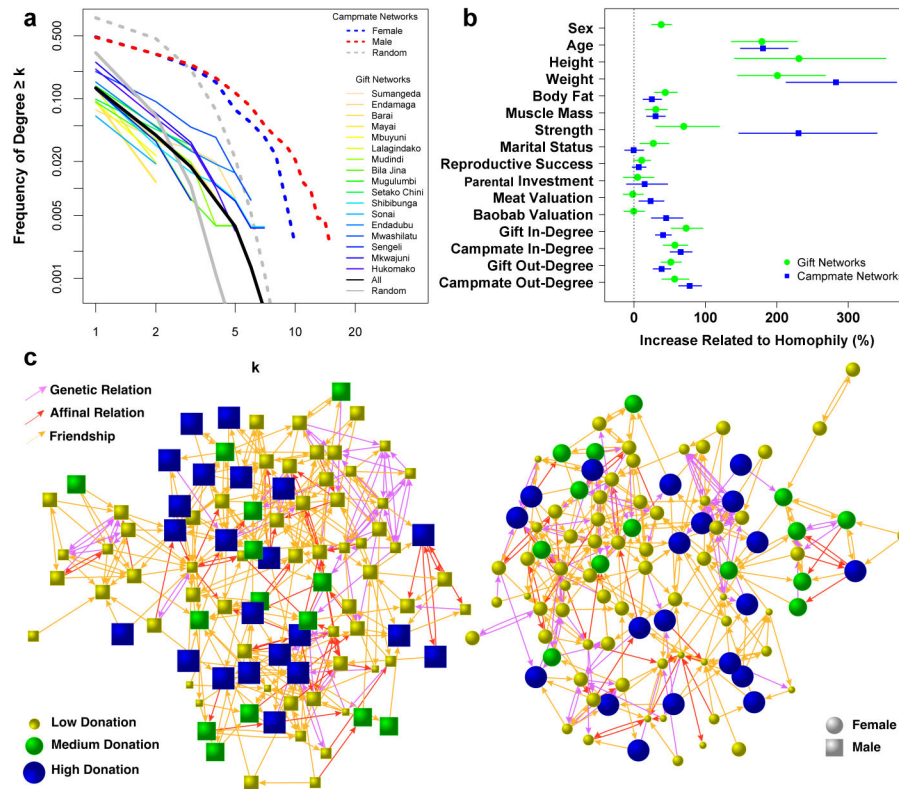 a
Frequency of Degree ≥ k
0.500
0.100
0.020
0.005
0.001
1
2
5
10
20
k
Campmate Networks
Female
Male
Random
Gift Networks
Sumangeda
Endamaga
Barai
Mayai
Mbuyuni
Lalagindako
Mudindi
Bila Jina
Mugulumbi
Setako Chini
Shibibunga
Sonai
Endadubu
Mwashilatu
Sengeli
Mkwajuni
Hukomako
All
Random
b
Sex
Age
Height
Weight
Body Fat
Muscle Mass
Strength
Marital Status
Reproductive Success
Parental Investment
Meat Valuation
Baobab Valuation
Gift In-Degree
Campmate In-Degree
Gift Out-Degree
Campmate Out-Degree
Gift Networks
Campmate Networks
0
100
200
300
Increase Related to Homophily (%)
c
Genetic Relation
Affinal Relation
Friendship
Low Donation
Medium Donation
High Donation
Female
Male